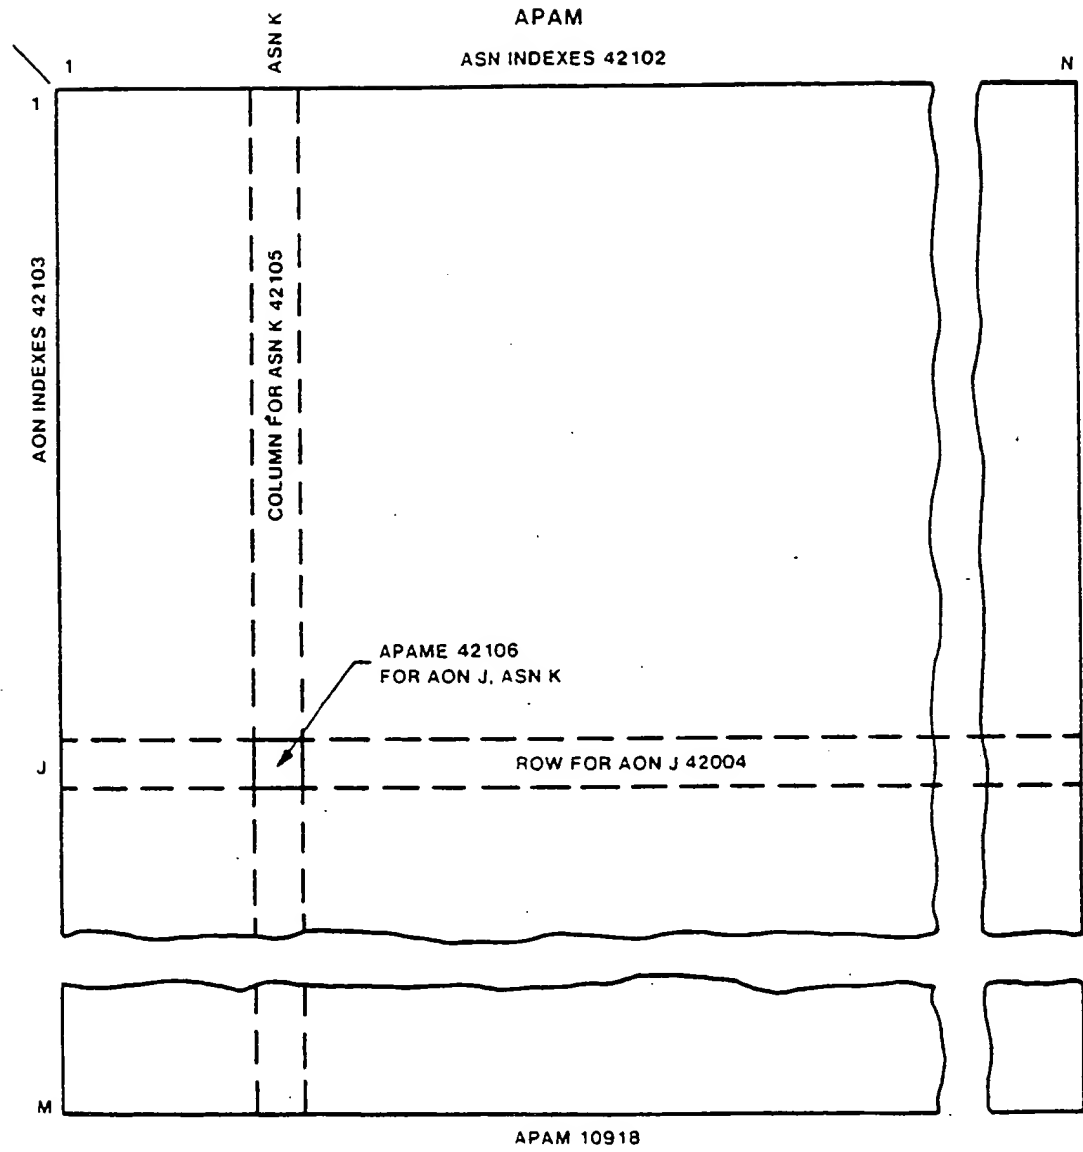 APAM
ASN K
ASN INDEXES 42102
1
N
1
AON INDEXES 42103
COLUMN FOR ASN K 42105
APAME 42106
FOR AON J, ASN K
J
ROW FOR AON J 42004
M
APAM 10918